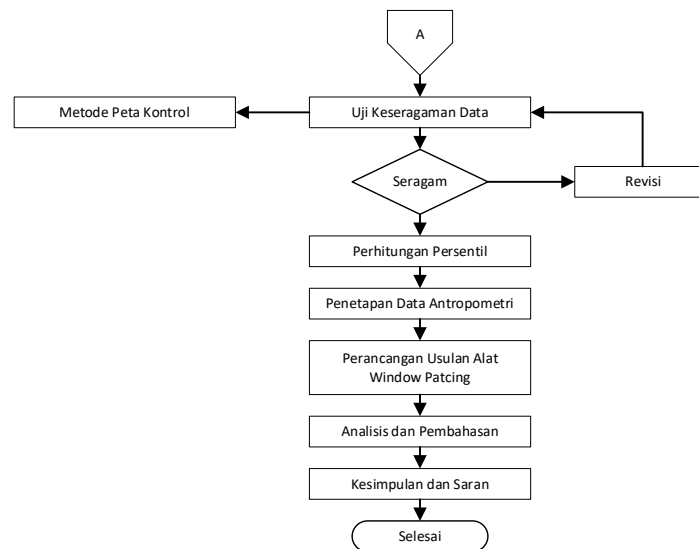 A
Metode Peta Kontrol
Uji Keseragaman Data
Seragam
Revisi
Perhitungan Persentil
Penetapan Data Antropometri
Perancangan Usulan Alat
Window Patcing
Analisis dan Pembahasan
Kesimpulan dan Saran
Selesai